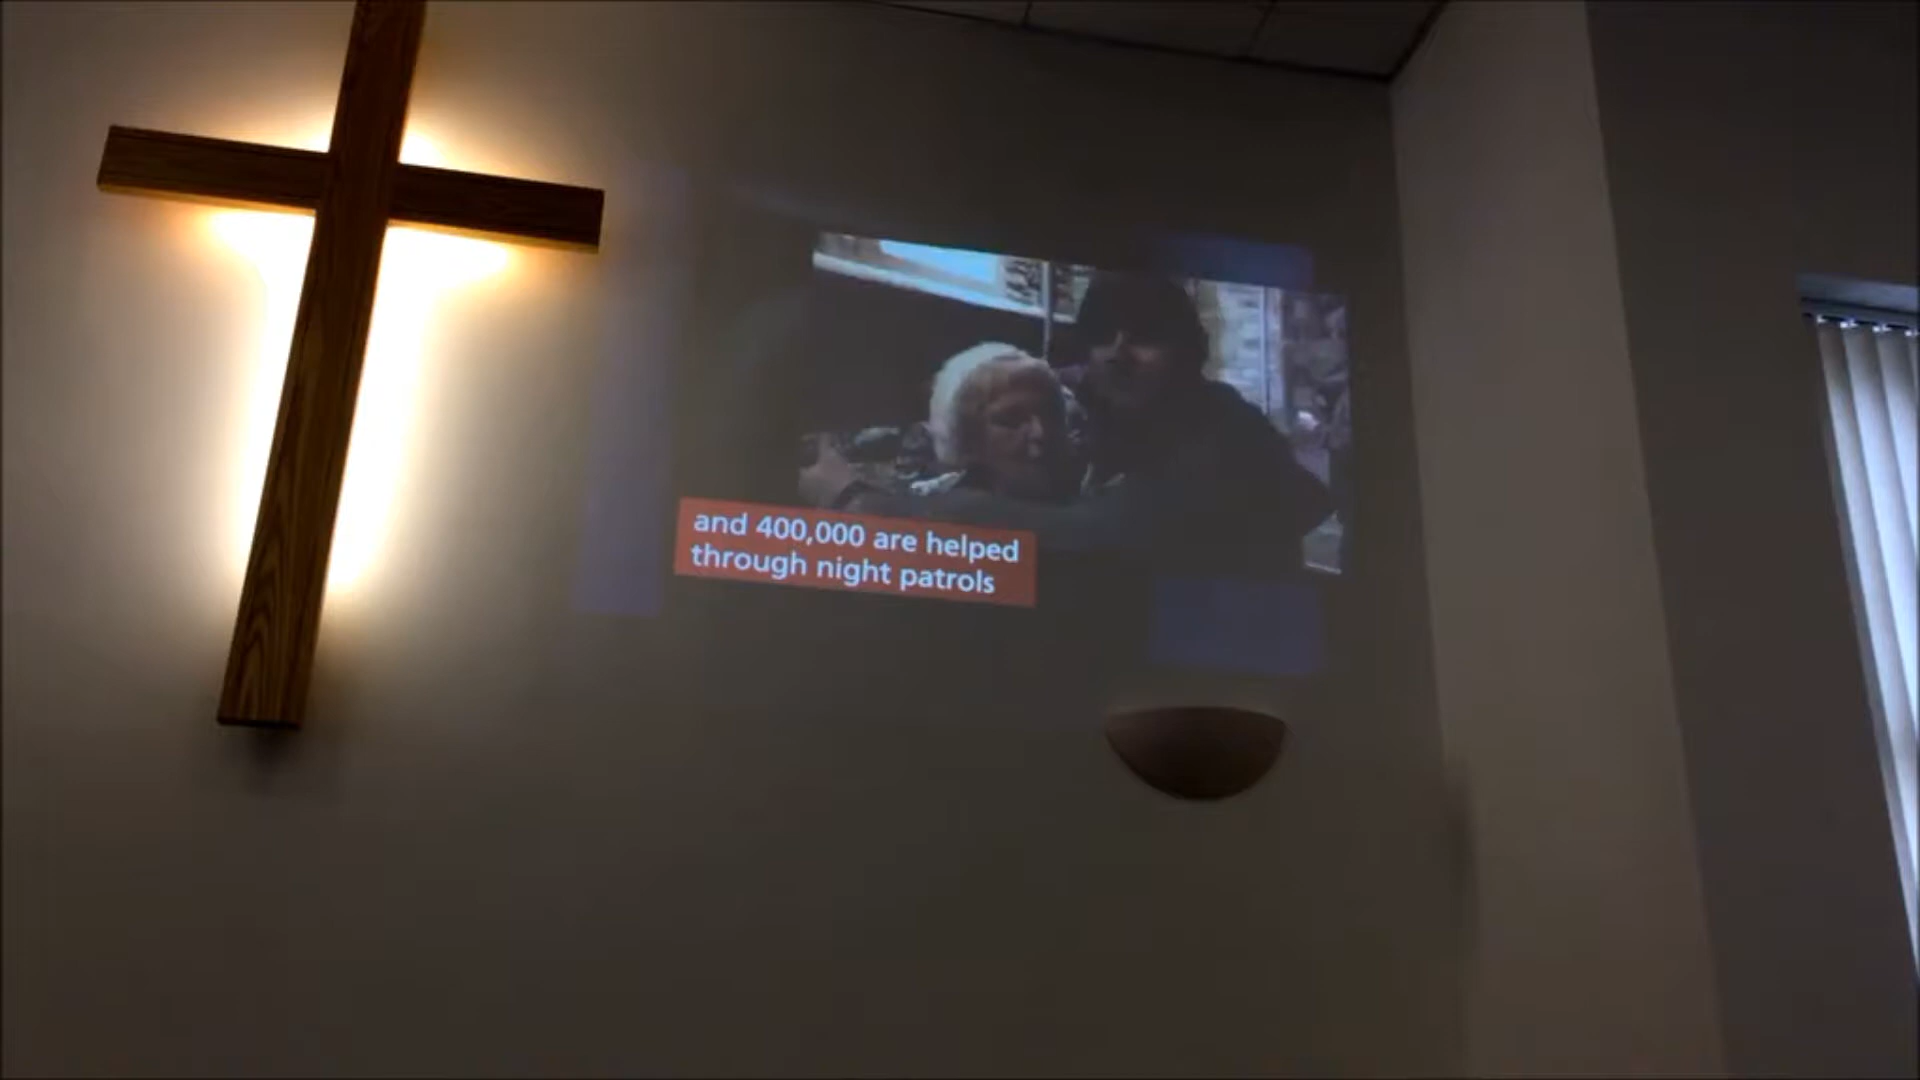 and 400,000 are helped
through night patrols